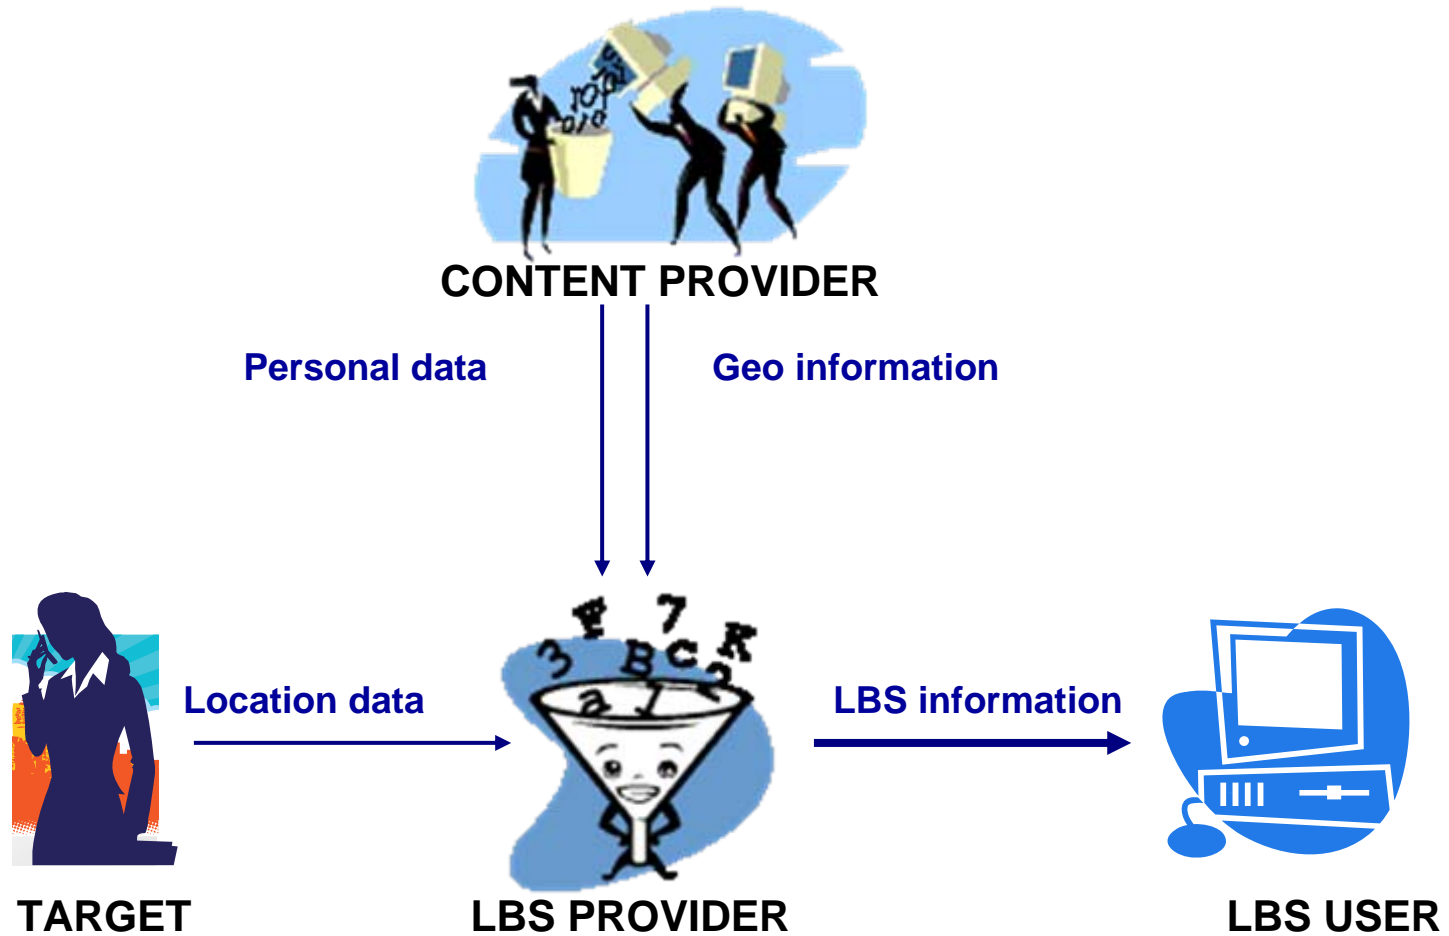 CONTENT PROVIDER
Personal data
Geo information
Location data
LBS information
TARGET
LBS PROVIDER
LBS USER